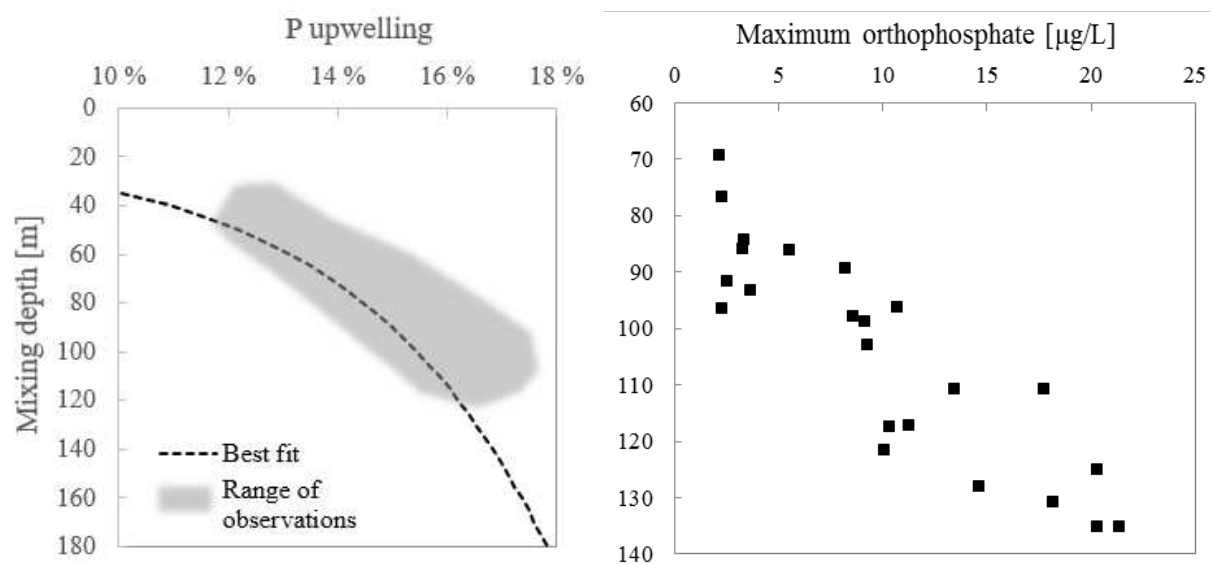 P upwelling
10 % 12 % 14 % 16 % 18 %
0
20
40
60
80
100
120
140
160
180
Mixing depth [m]
Best fit
Range of
observations
Maximum orthophosphate [µg/L]
0 5 10 15 20 25
60
70
80
90
100
110
120
130
140